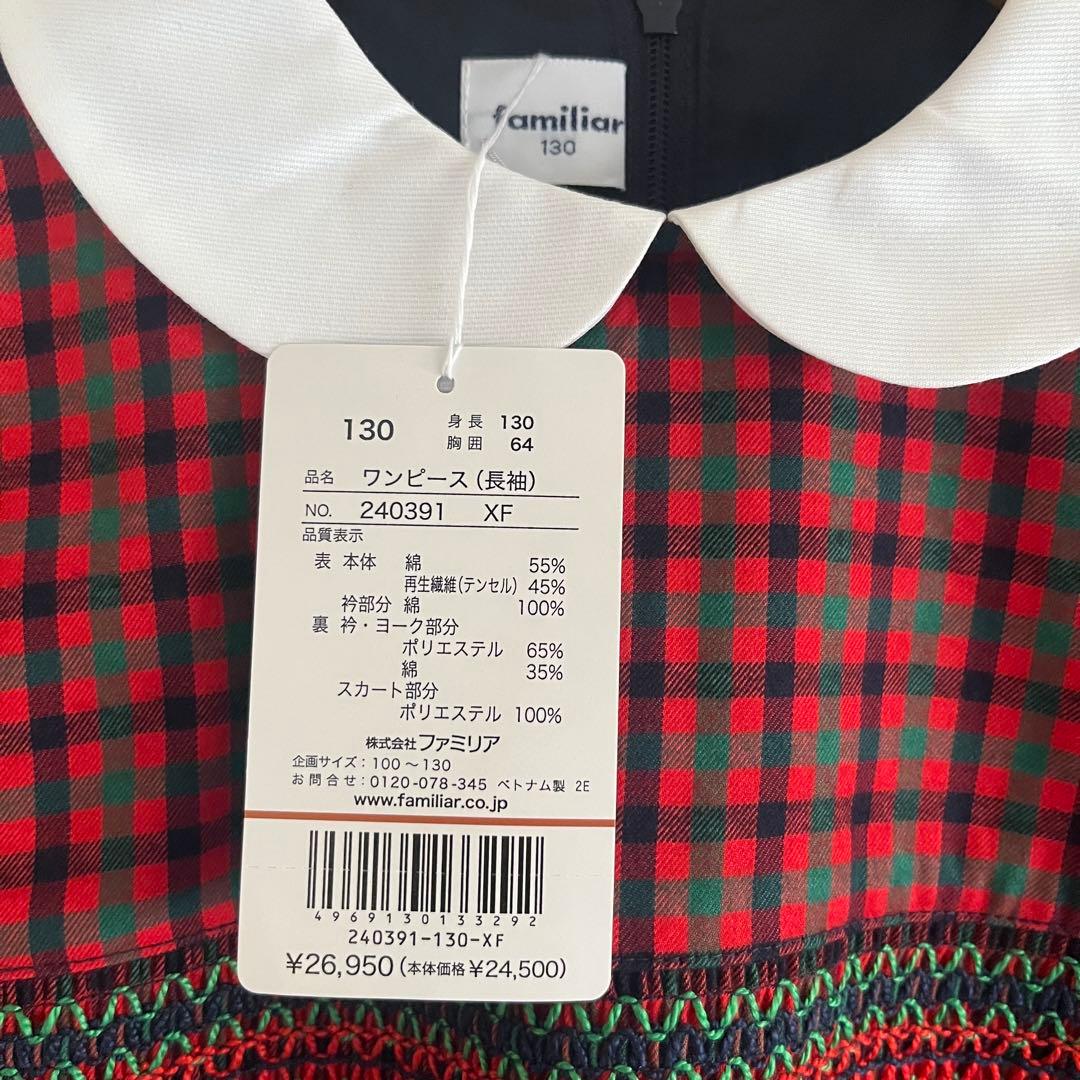 familiar
130
130 身長 130
胸囲 64
品名 ワンピース(長袖)
NO. 240391 XF
品質表示
表 本体 綿 55%
再生繊維(テンセル) 45%
衿部分 綿 100%
裏 衿・ヨーク部分
ポリエステル 65%
綿 35%
スカート部分
ポリエステル 100%
株式会社ファミリア
企画サイズ:100~130
お問合せ:0120-078-345 ベトナム製 2E
www.familiar.co.jp
4969130133292
240391-130-XF
¥26,950(本体価格¥24,500)